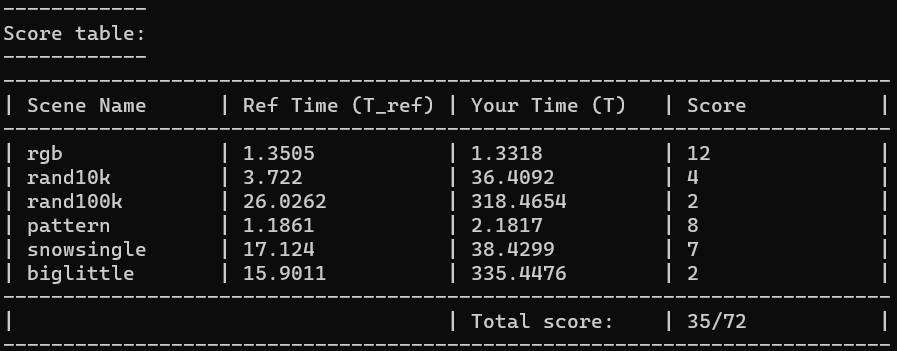 ------------
Score table:
------------
--------------------------------------------------------------------------
| Scene Name      | Ref Time (T_ref) | Your Time (T)   | Score             |
--------------------------------------------------------------------------
| rgb             | 1.3505           | 1.3318          | 12                |
| rand10k         | 3.722            | 36.4092         | 4                 |
| rand100k        | 26.0262          | 318.4654        | 2                 |
| pattern         | 1.1861           | 2.1817          | 8                 |
| snowsingle      | 17.124           | 38.4299         | 7                 |
| biglittle       | 15.9011          | 335.4476        | 2                 |
--------------------------------------------------------------------------
|                                    | Total score:    | 35/72             |
--------------------------------------------------------------------------